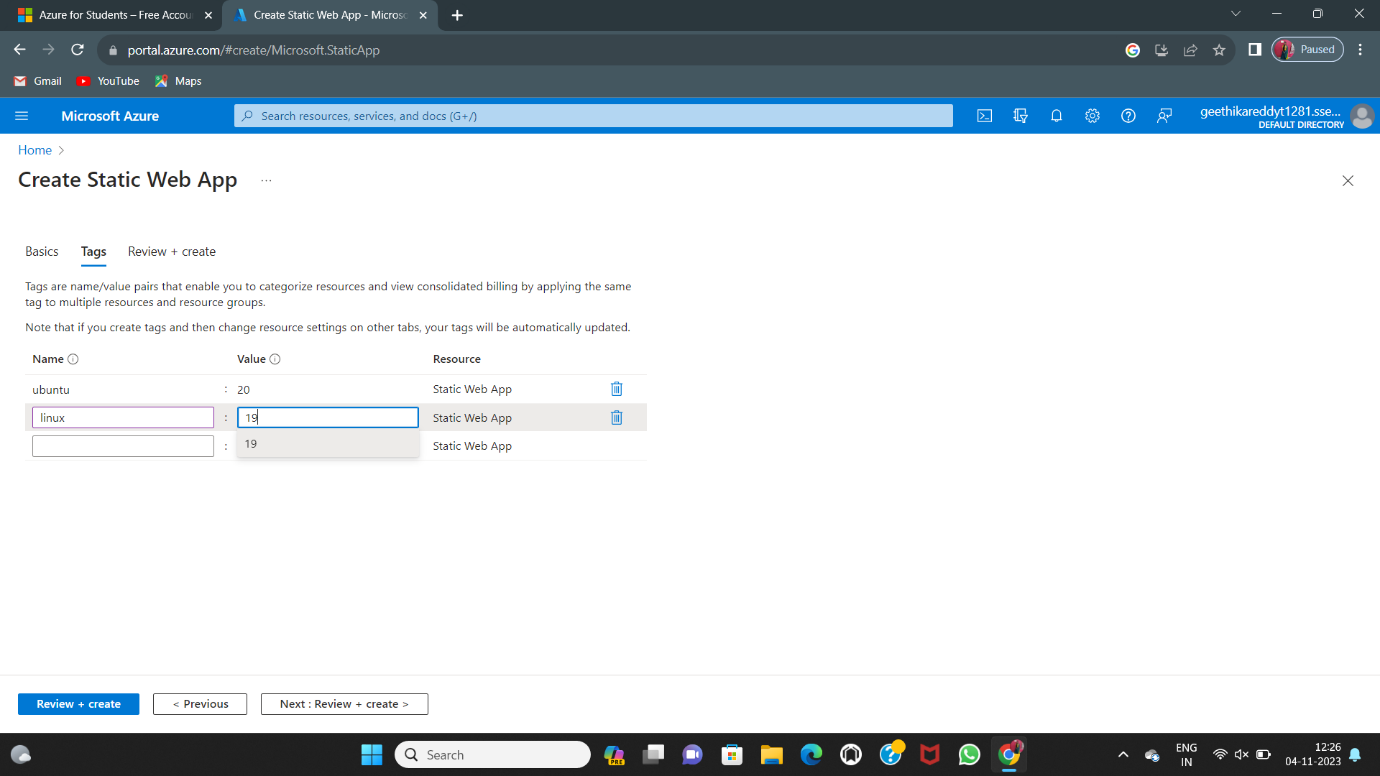 Azure for Students – Free Accou
Create Static Web App - Microso
portal.azure.com/#create/Microsoft.StaticApp
Paused
Gmail
YouTube
Maps
Microsoft Azure
Search resources, services, and docs (G+/)
geethikareddyt1281.sse...
DEFAULT DIRECTORY
Home >
Create Static Web App ...
Basics
Tags
Review + create
Tags are name/value pairs that enable you to categorize resources and view consolidated billing by applying the same
tag to multiple resources and resource groups.
Note that if you create tags and then change resource settings on other tabs, your tags will be automatically updated.
Name Value Resource
ubuntu : 20 Static Web App
linux : 19 Static Web App
: Static Web App
19
Review + create
< Previous
Next : Review + create >
Search
PRE
ENG
IN
12:26
04-11-2023